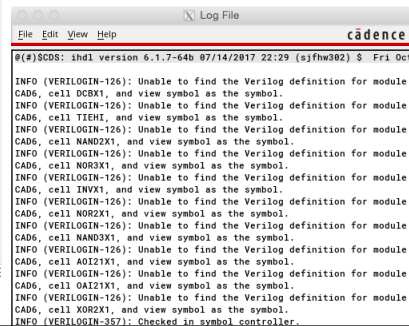 Log File
File Edit View Help cādence
@(#)$CDS: ihdl version 6.1.7-64b 07/14/2017 22:29 (sjfhw302) $ Fri Oct
INFO (VERILOGIN-126): Unable to find the Verilog definition for module
CAD6, cell DCBX1, and view symbol as the symbol.
INFO (VERILOGIN-126): Unable to find the Verilog definition for module
CAD6, cell TIEHI, and view symbol as the symbol.
INFO (VERILOGIN-126): Unable to find the Verilog definition for module
CAD6, cell NAND2X1, and view symbol as the symbol.
INFO (VERILOGIN-126): Unable to find the Verilog definition for module
CAD6, cell NOR3X1, and view symbol as the symbol.
INFO (VERILOGIN-126): Unable to find the Verilog definition for module
CAD6, cell INVX1, and view symbol as the symbol.
INFO (VERILOGIN-126): Unable to find the Verilog definition for module
CAD6, cell NOR2X1, and view symbol as the symbol.
INFO (VERILOGIN-126): Unable to find the Verilog definition for module
CAD6, cell NAND3X1, and view symbol as the symbol.
INFO (VERILOGIN-126): Unable to find the Verilog definition for module
CAD6, cell AOI21X1, and view symbol as the symbol.
INFO (VERILOGIN-126): Unable to find the Verilog definition for module
CAD6, cell OAI21X1, and view symbol as the symbol.
INFO (VERILOGIN-126): Unable to find the Verilog definition for module
CAD6, cell XOR2X1, and view symbol as the symbol.
INFO (VERILOGIN-357): Checked in symbol controller.